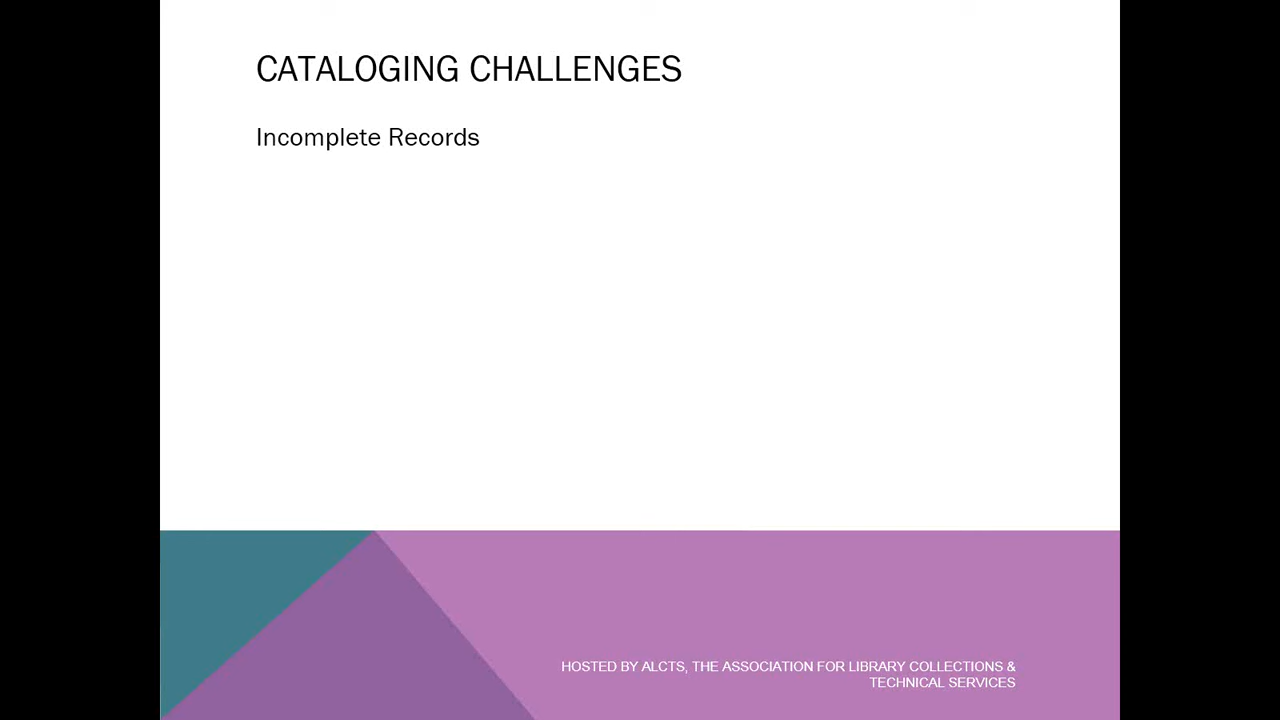 CATALOGING CHALLENGES
Incomplete Records
HOSTED BY ALCTS, THE ASSOCIATION FOR LIBRARY COLLECTIONS &
TECHNICAL SERVICES